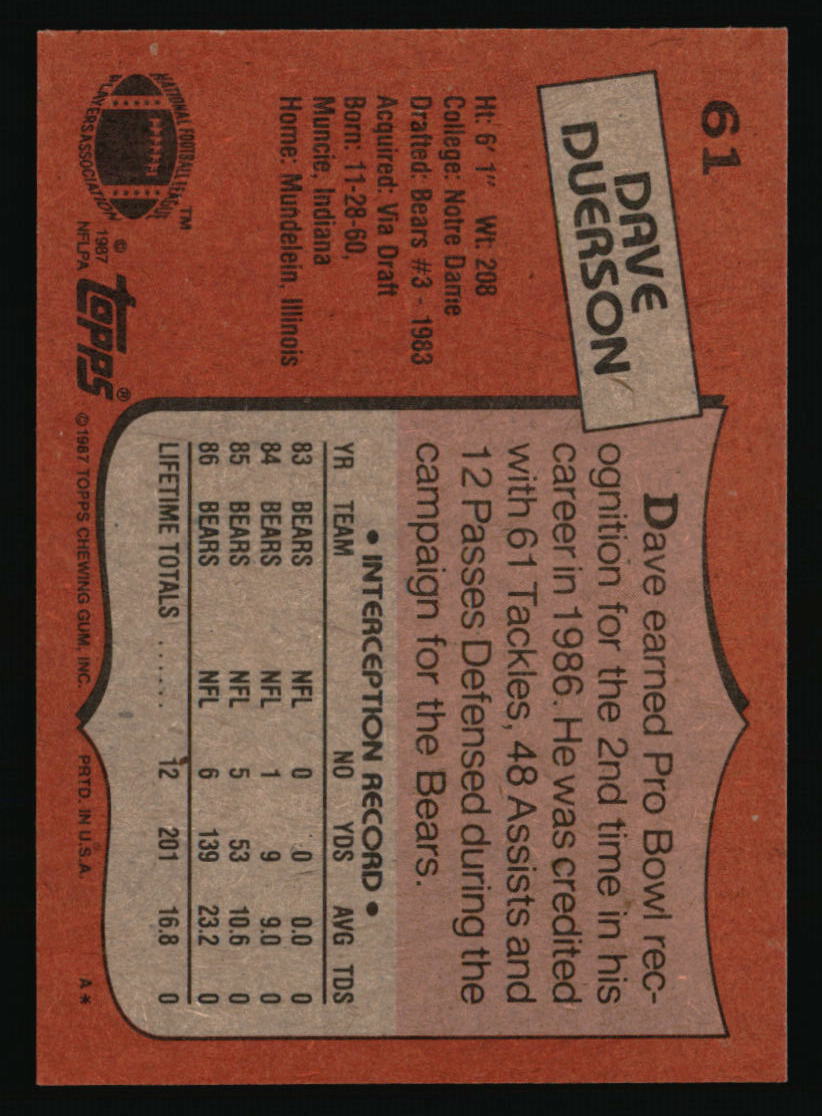 61
DAVE
DUERSON
Ht: 6' 1" Wt: 208
College: Notre Dame
Drafted: Bears #3 - 1983
Acquired: Via Draft
Born: 11-28-60,
Muncie, Indiana
Home: Mundelein, Illinois
NATIONAL FOOTBALL LEAGUE
PLAYERS ASSOCIATION
™
© 1987
NFLPA
topps®
Dave earned Pro Bowl rec-
ognition for the 2nd time in his
career in 1986. He was credited
with 61 Tackles, 48 Assists and
12 Passes Defensed during the
campaign for the Bears.
• INTERCEPTION RECORD •
YR TEAM NO YDS AVG TDS
83 BEARS NFL 0 0 0.0 0
84 BEARS NFL 1 9 9.0 0
85 BEARS NFL 5 53 10.6 0
86 BEARS NFL 6 139 23.2 0
LIFETIME TOTALS ...... 12 201 16.8 0
© 1987 TOPPS CHEWING GUM, INC. PRTD. IN U.S.A. A*